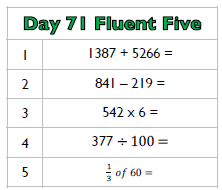 Day 71 Fluent Five
1 1387 + 5266 =
2 841 – 219 =
3 542 x 6 =
4 377 ÷ 100 =
5 1/3 of 60 =